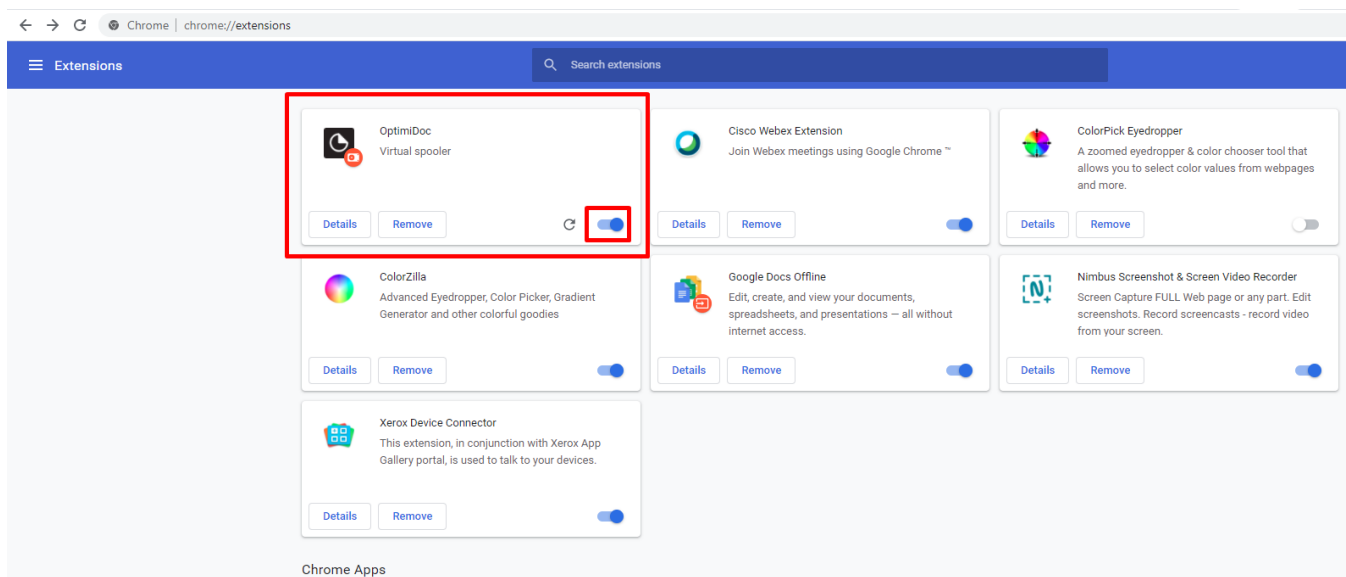 Chrome | chrome://extensions
Extensions
Search extensions
OptimiDoc
Virtual spooler
Details Remove
Cisco Webex Extension
Join Webex meetings using Google Chrome ™
Details Remove
ColorPick Eyedropper
A zoomed eyedropper & color chooser tool that
allows you to select color values from webpages
and more.
Details Remove
ColorZilla
Advanced Eyedropper, Color Picker, Gradient
Generator and other colorful goodies
Details Remove
Google Docs Offline
Edit, create, and view your documents,
spreadsheets, and presentations — all without
internet access.
Details Remove
Nimbus Screenshot & Screen Video Recorder
Screen Capture FULL Web page or any part. Edit
screenshots. Record screencasts - record video
from your screen.
Details Remove
Xerox Device Connector
This extension, in conjunction with Xerox App
Gallery portal, is used to talk to your devices.
Details Remove
Chrome Apps